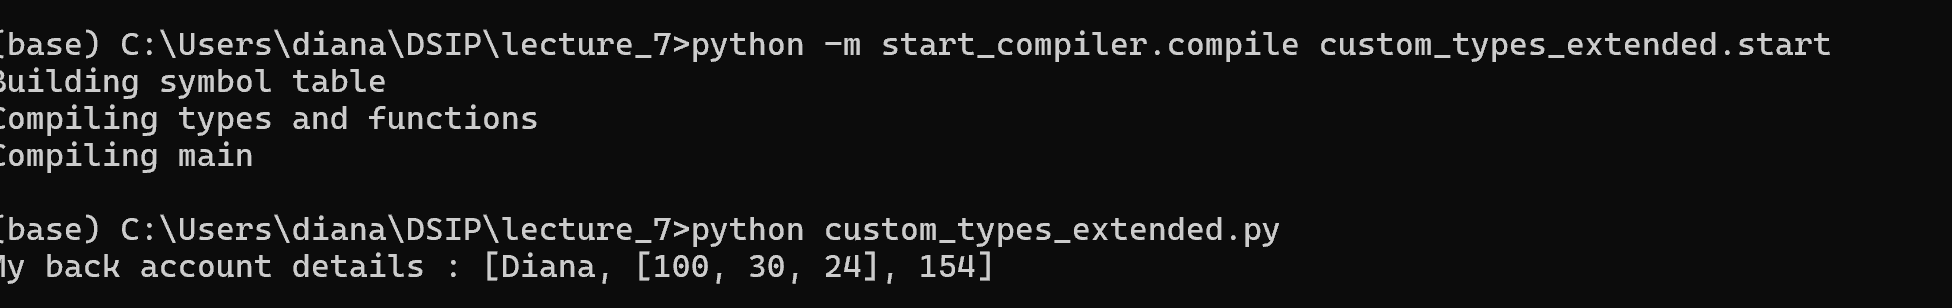 (base) C:\Users\diana\DSIP\lecture_7>python -m start_compiler.compile custom_types_extended.start
Building symbol table
Compiling types and functions
Compiling main
(base) C:\Users\diana\DSIP\lecture_7>python custom_types_extended.py
My back account details : [Diana, [100, 30, 24], 154]